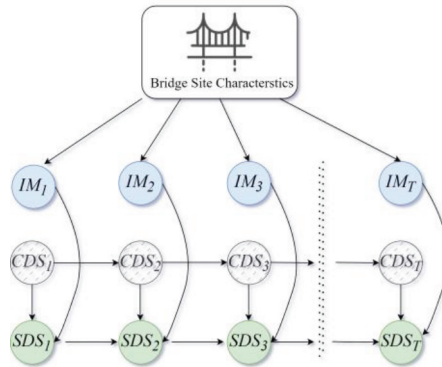 Bridge Site Characterstics
IM1 IM2 IM3 IMT
CDS1 CDS2 CDS3 CDST
SDS1 SDS2 SDS3 SDST